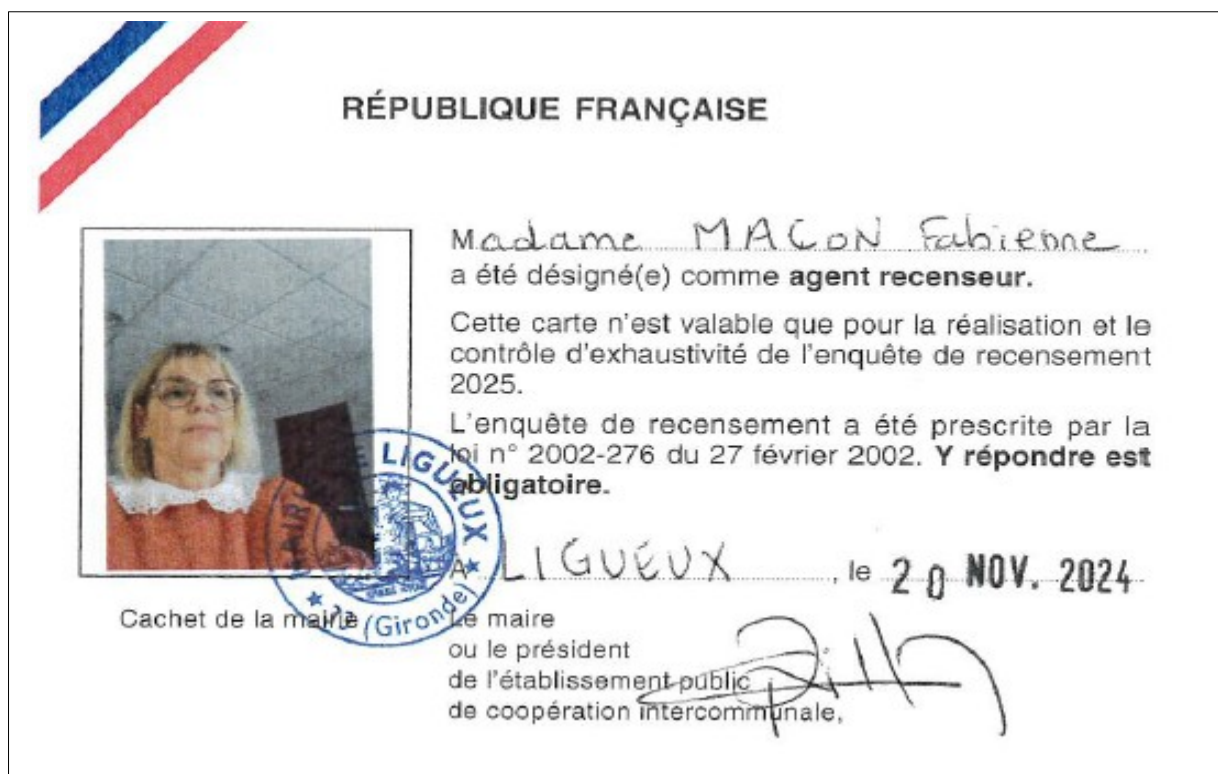 RÉPUBLIQUE FRANÇAISE
Madame MACON Fabienne
a été désigné(e) comme agent recenseur.
Cette carte n'est valable que pour la réalisation et le
contrôle d'exhaustivité de l'enquête de recensement
2025.
L'enquête de recensement a été prescrite par la
loi n° 2002-276 du 27 février 2002. Y répondre est
obligatoire.
A LIGUEUX, le 20 NOV. 2024
MAIRIE DE LIGUEUX
(Gironde)
Cachet de la mairie
Le maire
ou le président
de l'établissement public
de coopération intercommunale,